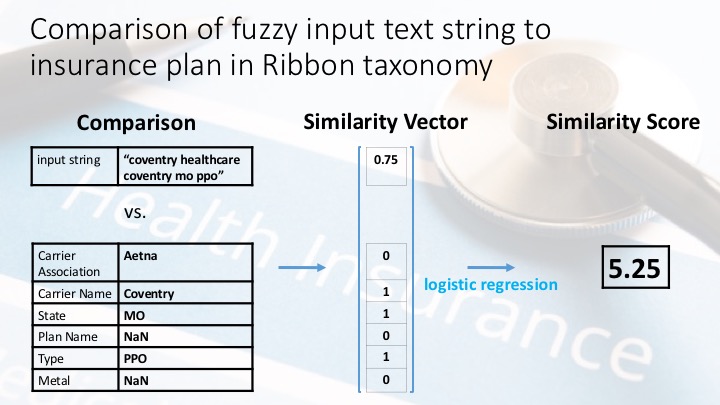 Comparison of fuzzy input text string to
insurance plan in Ribbon taxonomy
Comparison
Similarity Vector
Similarity Score
input string
“coventry healthcare
coventry mo ppo”
0.75
vs.
Carrier
Association
Aetna
0
Carrier Name
Coventry
1
State
MO
1
Plan Name
NaN
0
Type
PPO
1
Metal
NaN
0
logistic regression
5.25
Health Insurance